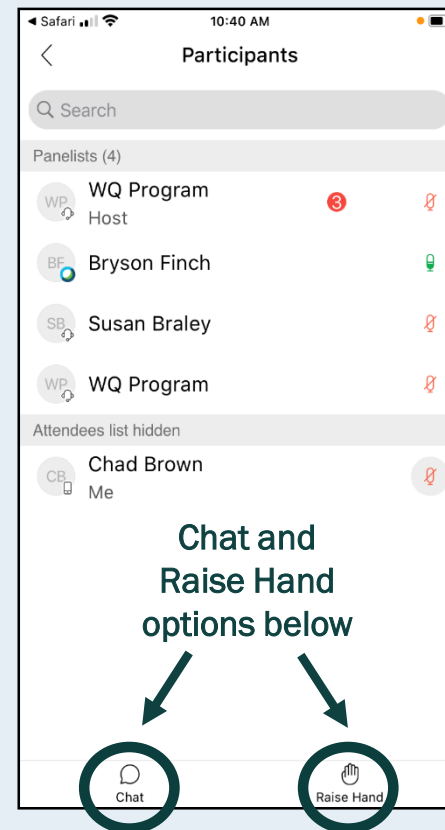 Safari 10:40 AM
Participants
Search
Panelists (4)
WP WQ Program 3
Host
BF Bryson Finch
SB Susan Braley
WP WQ Program
Attendees list hidden
CB Chad Brown
Me
Chat and
Raise Hand
options below
Chat Raise Hand